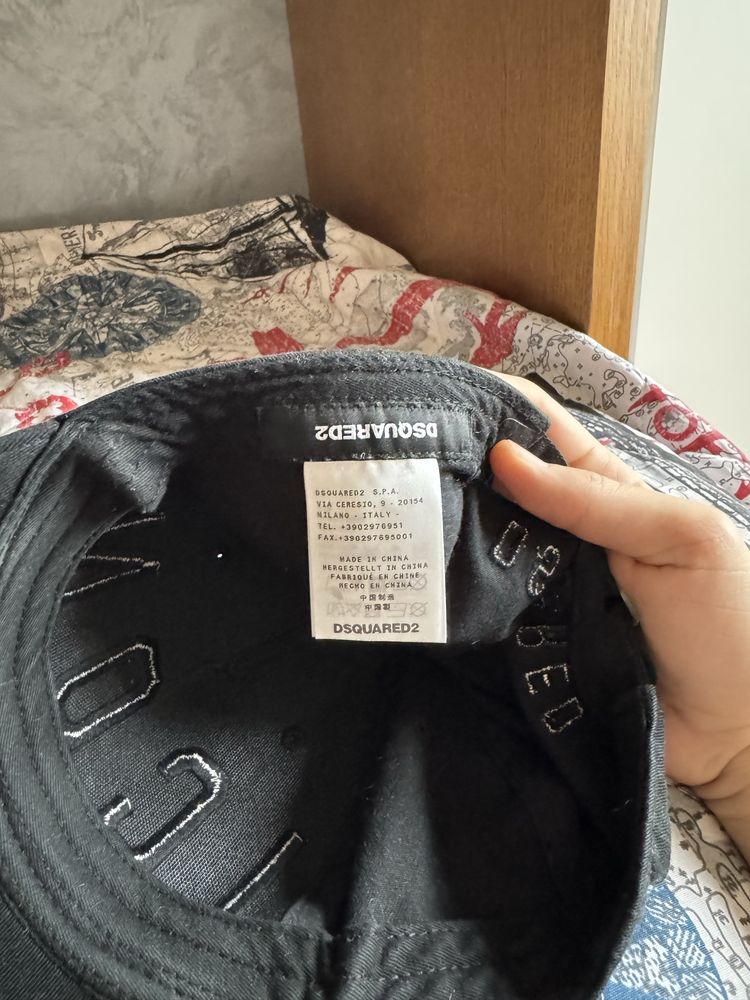 DSQUARED2
DSQUARED2 S.P.A.
VIA CERESIO, 9 - 20154
MILANO - ITALY -
TEL. +3902976951
FAX.+390297695001
MADE IN CHINA
HERGESTELLT IN CHINA
FABRIQUÉ EN CHINE
HECHO EN CHINA
中国制造
中國製
DSQUARED2